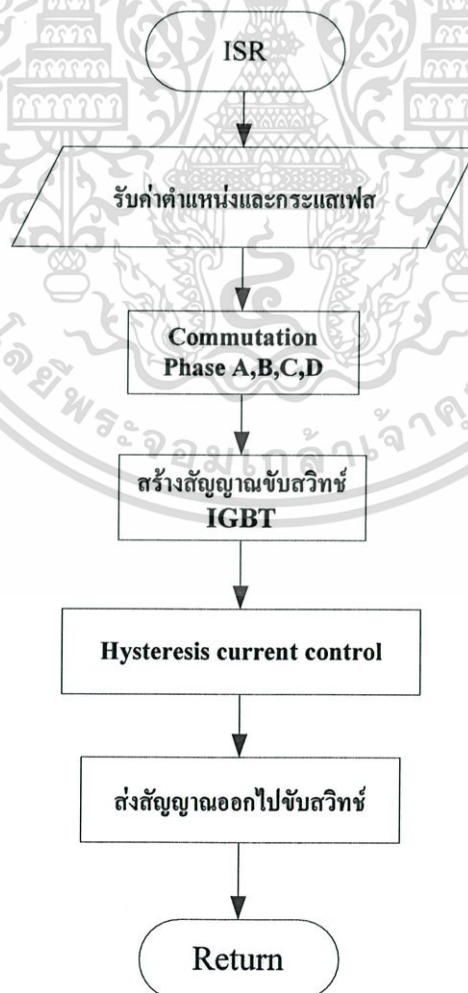 ISR
รับค่าตำแหน่งและกระแสเฟส
Commutation
Phase A,B,C,D
สร้างสัญญาณขับสวิทช์
IGBT
Hysteresis current control
ส่งสัญญาณออกไปขับสวิทช์
Return